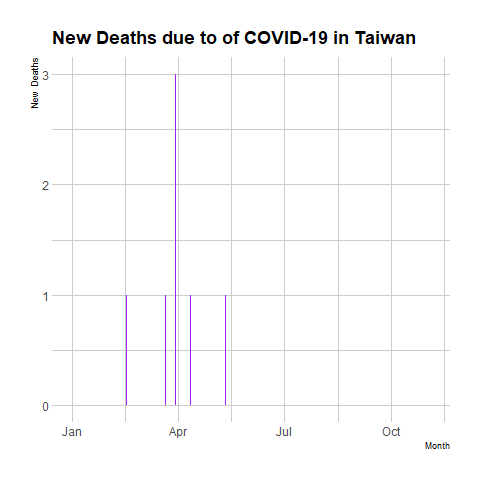 New Deaths due to of COVID-19 in Taiwan
New Deaths
3
2
1
0
Jan Apr Jul Oct
Month